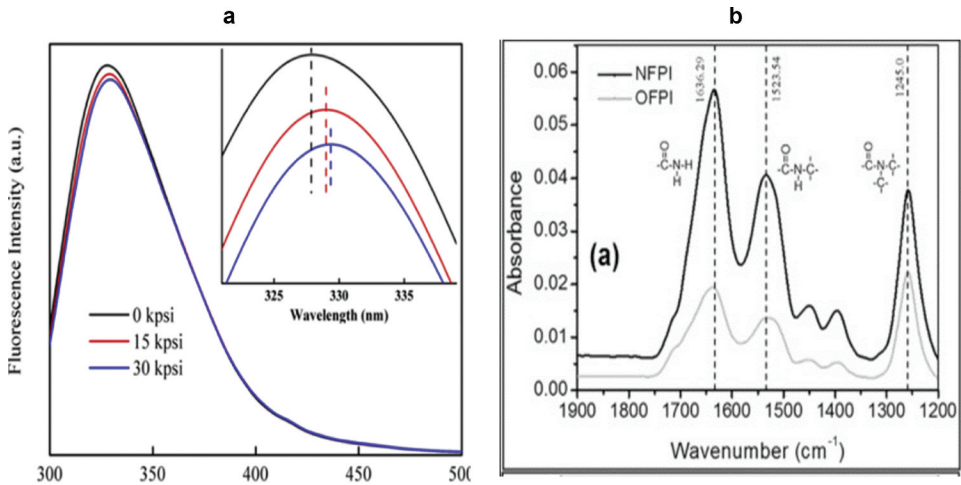 a
b
Fluorescence Intensity (a.u.)
0 kpsi
15 kpsi
30 kpsi
300
350
400
450
500
325
330
335
Wavelength (nm)
Absorbance
0.06
0.05
0.04
0.03
0.02
0.01
0.00
NFPI
OFPI
1636.29
1523.54
1245.0
O
-C-N-H
H
O
-C-N-C-
H
O
-C-N-C-
-C-
(a)
1900
1800
1700
1600
1500
1400
1300
1200
Wavenumber (cm⁻¹)